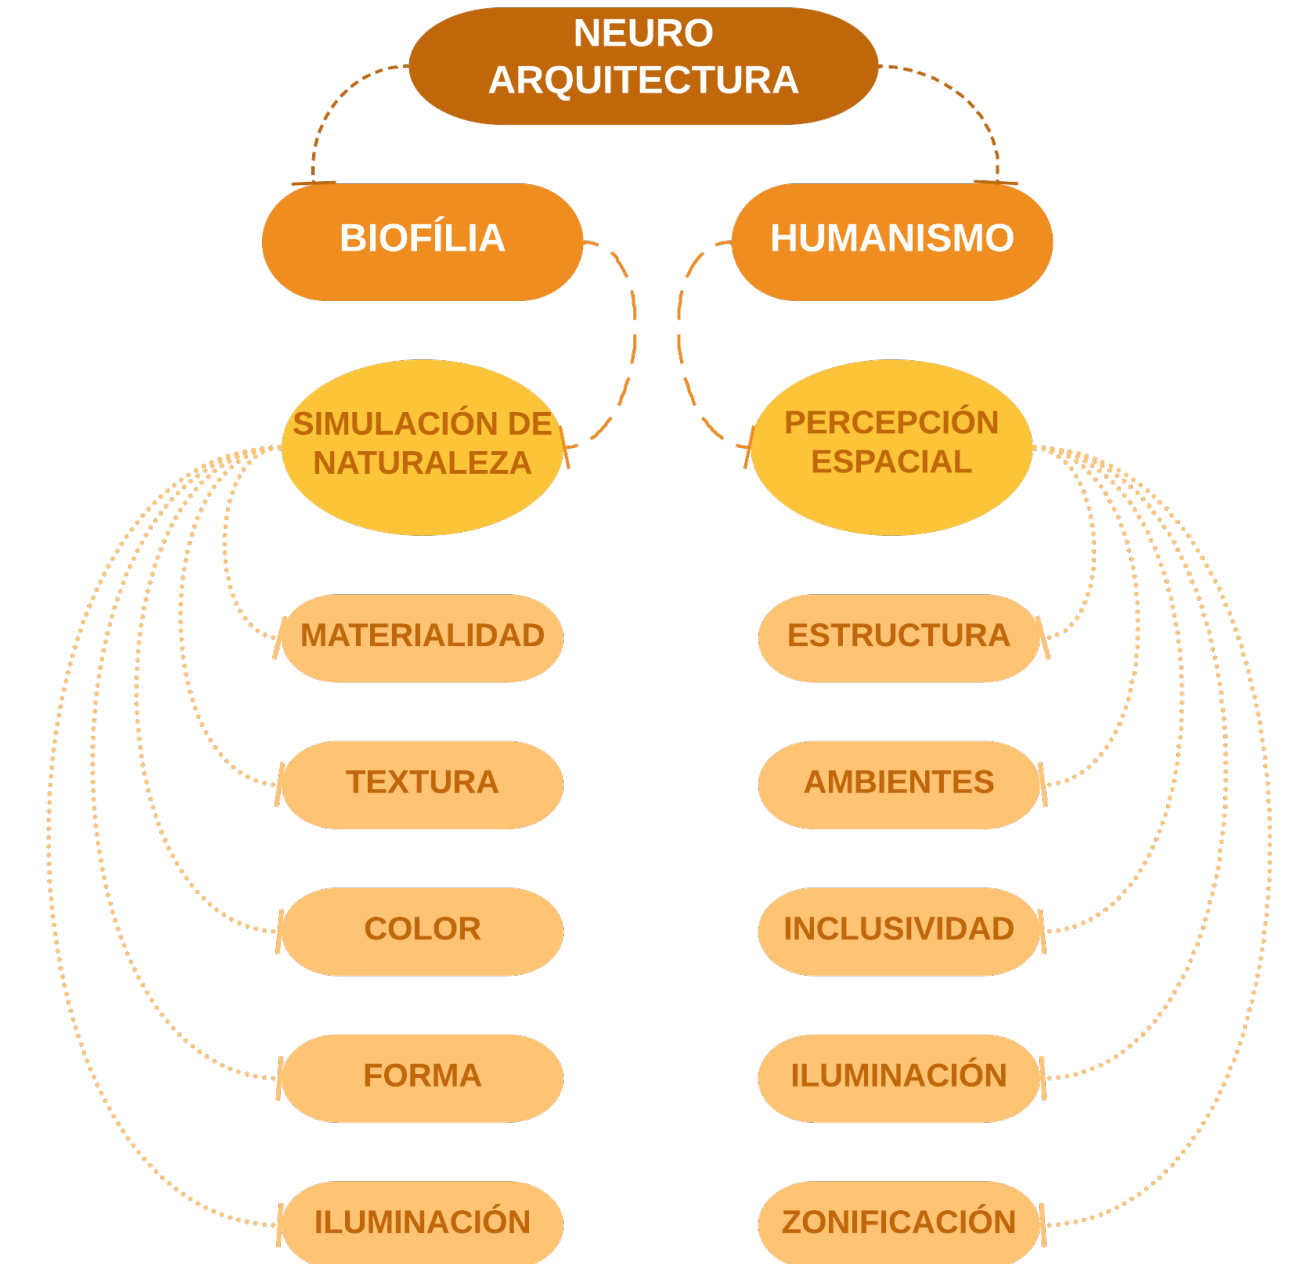 NEURO
ARQUITECTURA
BIOFÍLIA
HUMANISMO
SIMULACIÓN DE
NATURALEZA
PERCEPCIÓN
ESPACIAL
MATERIALIDAD
ESTRUCTURA
TEXTURA
AMBIENTES
COLOR
INCLUSIVIDAD
FORMA
ILUMINACIÓN
ILUMINACIÓN
ZONIFICACIÓN